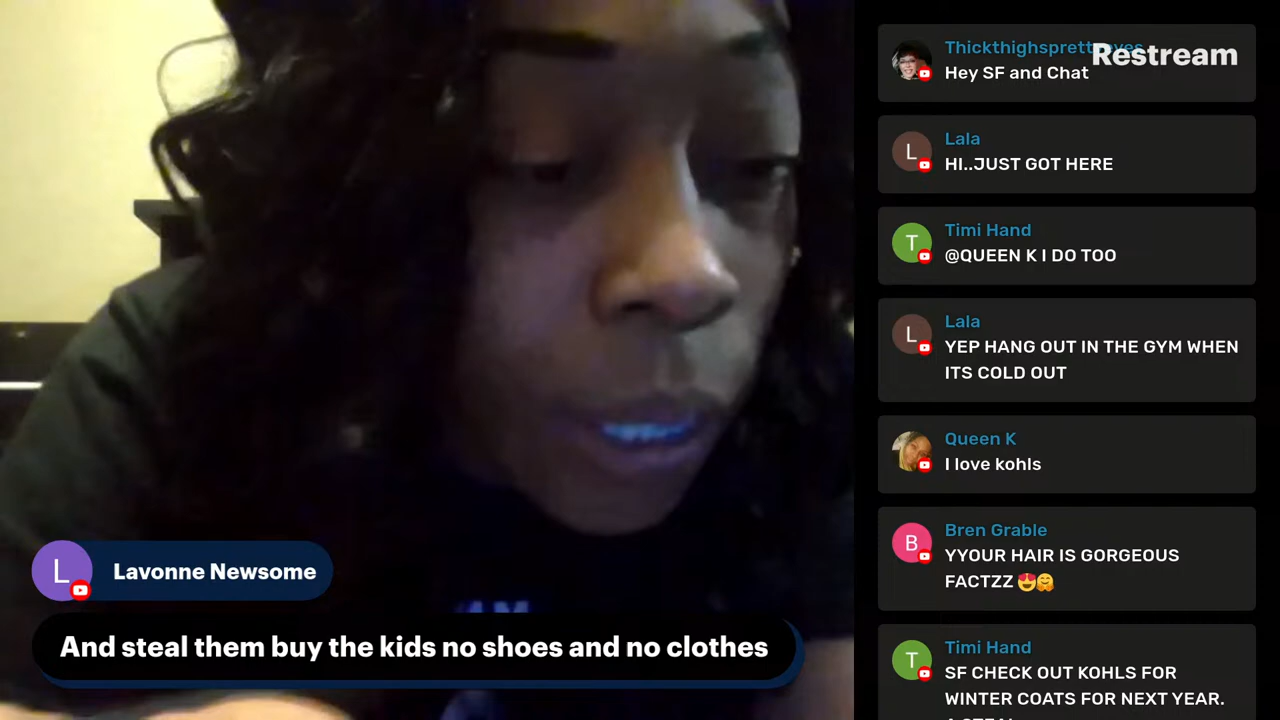 Thickthighspretteyes
Restream
Hey SF and Chat
L
Lala
HI..JUST GOT HERE
T
Timi Hand
@QUEEN K I DO TOO
L
Lala
YEP HANG OUT IN THE GYM WHEN
ITS COLD OUT
Queen K
I love kohls
B
Bren Grable
YYOUR HAIR IS GORGEOUS
FACTZZ 😍🤗
T
Timi Hand
SF CHECK OUT KOHLS FOR
WINTER COATS FOR NEXT YEAR.
L
Lavonne Newsome
And steal them buy the kids no shoes and no clothes